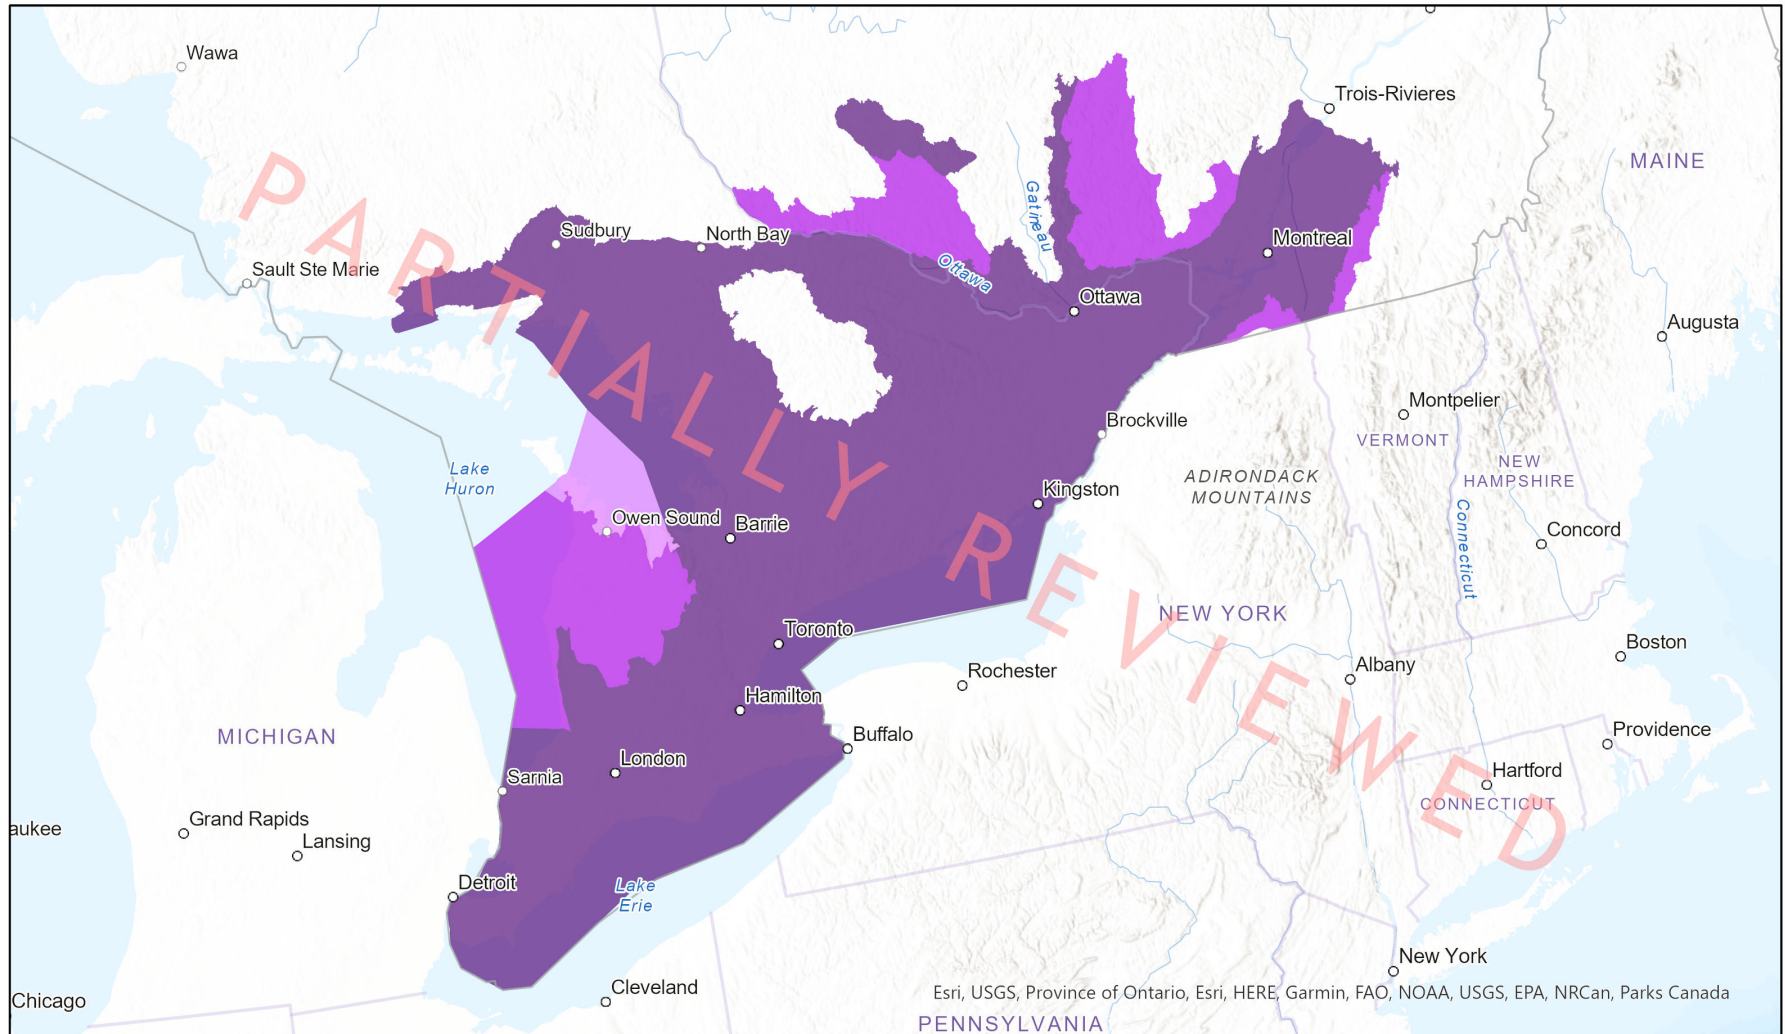 Wawa
Trois-Rivieres
MAINE
Sudbury
North Bay
Gatineau
Montreal
Sault Ste Marie
Ottawa
Ottawa
Augusta
PARTIALLY REVIEWED
Montpelier
Brockville
VERMONT
Lake
Huron
ADIRONDACK
MOUNTAINS
NEW
HAMPSHIRE
Kingston
Owen Sound
Barrie
Connecticut
Concord
NEW YORK
Toronto
Boston
Rochester
Albany
Hamilton
MICHIGAN
Buffalo
Providence
London
Sarnia
Hartford
CONNECTICUT
Grand Rapids
aukee
Lansing
Detroit
Lake
Erie
New York
Cleveland
Chicago
Esri, USGS, Province of Ontario, Esri, HERE, Garmin, FAO, NOAA, USGS, EPA, NRCan, Parks Canada
PENNSYLVANIA